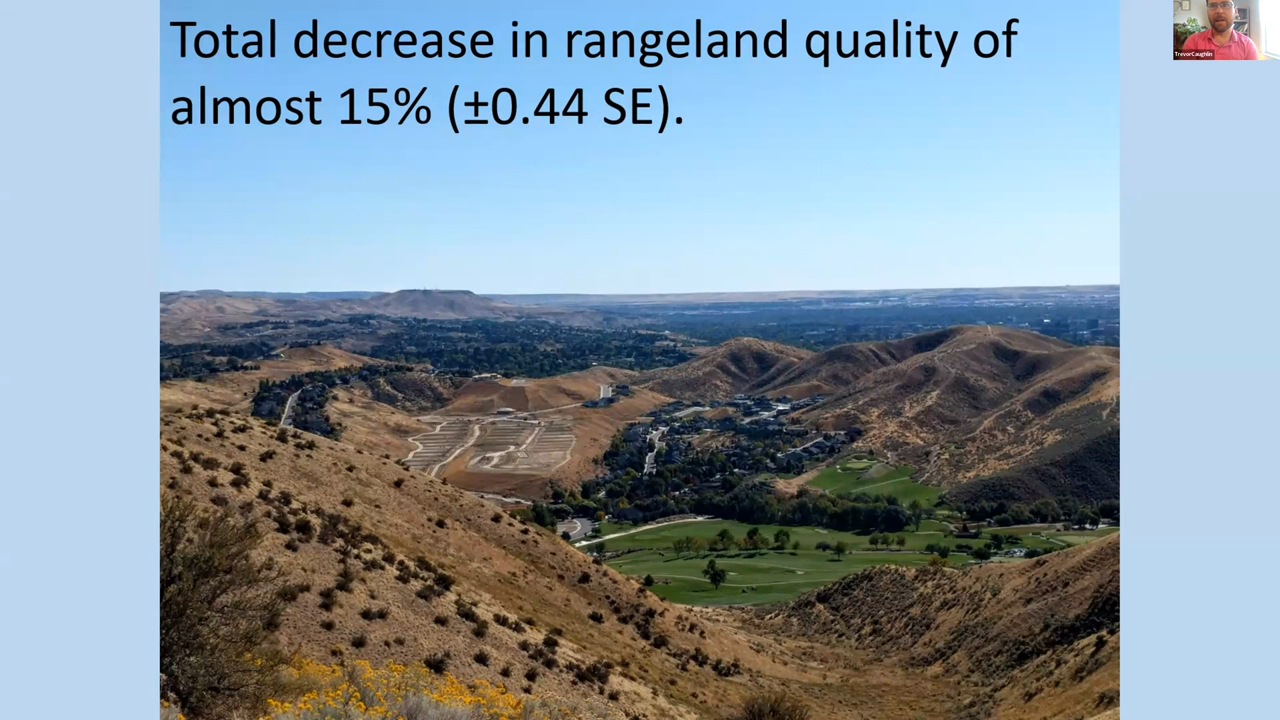 Total decrease in rangeland quality of
almost 15% (±0.44 SE).
TrevorCaughlin